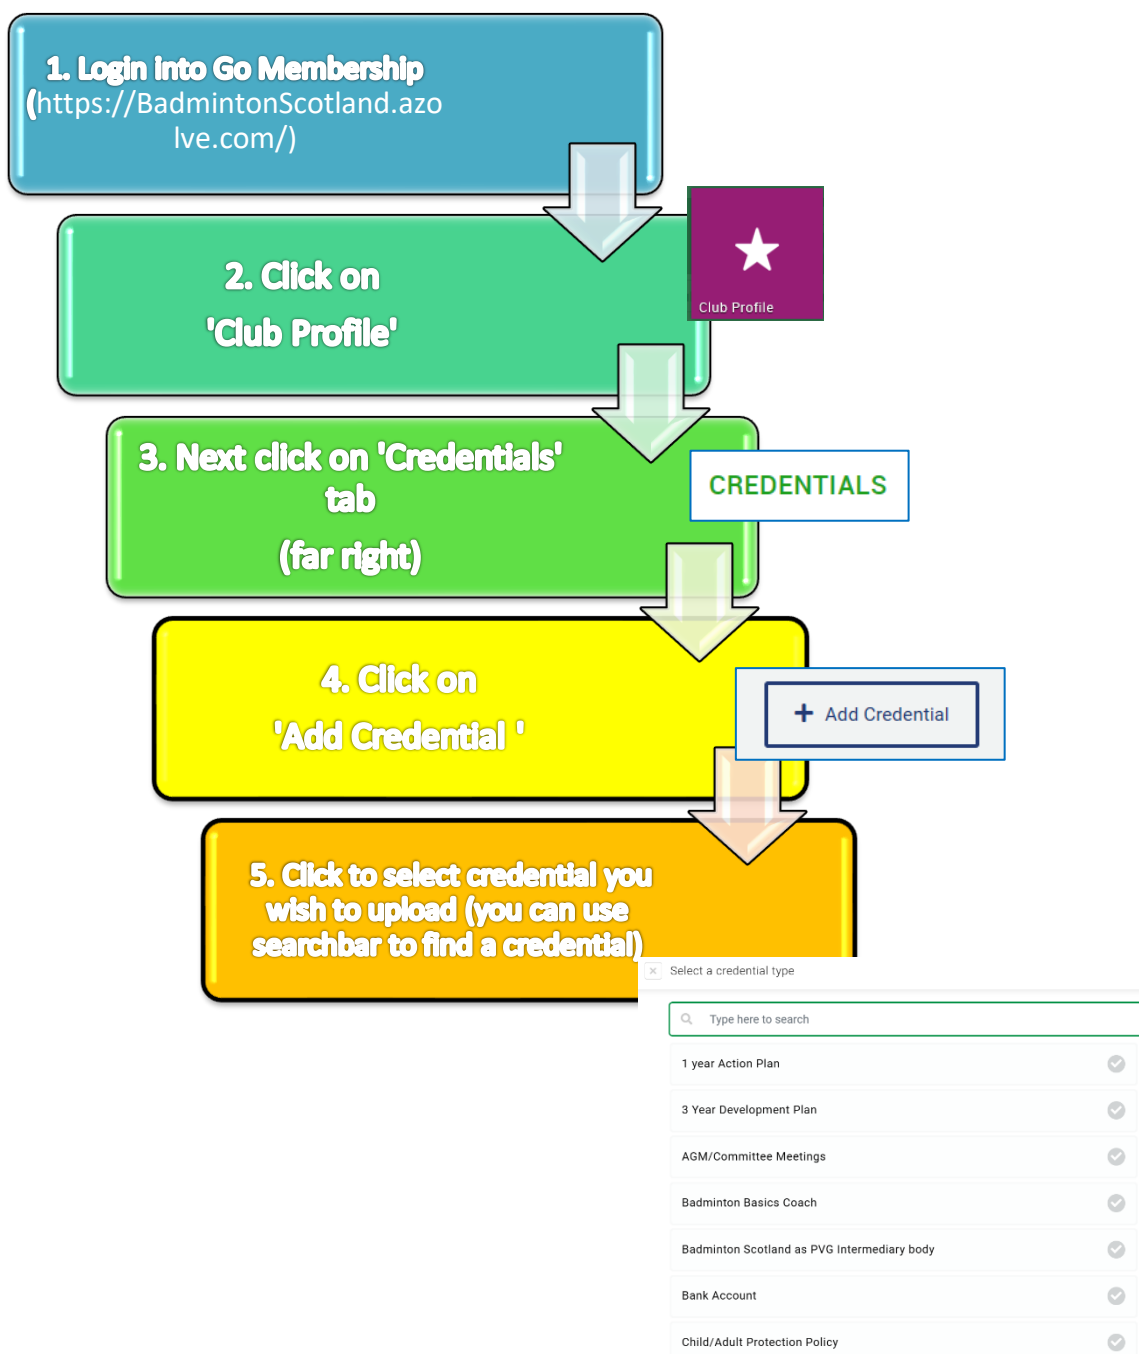 1. Login into Go Membership
(https://BadmintonScotland.azo
lve.com/)
2. Click on
'Club Profile'
Club Profile
3. Next click on 'Credentials'
tab
(far right)
CREDENTIALS
4. Click on
'Add Credential '
+ Add Credential
5. Click to select credential you
wish to upload (you can use
searchbar to find a credential)
Select a credential type
Type here to search
1 year Action Plan
3 Year Development Plan
AGM/Committee Meetings
Badminton Basics Coach
Badminton Scotland as PVG Intermediary body
Bank Account
Child/Adult Protection Policy